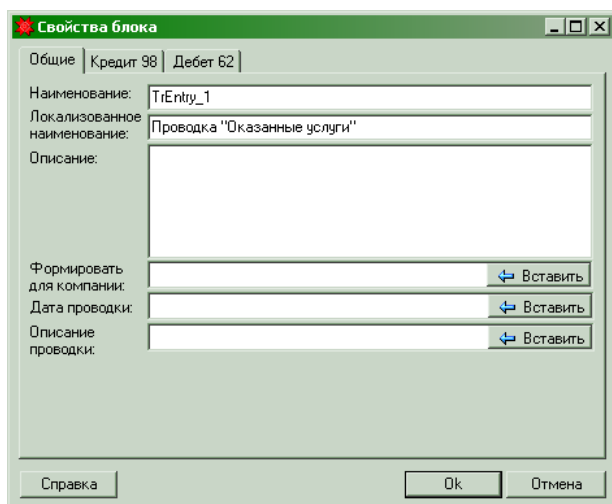 Свойства блока
Общие Кредит 98 Дебет 62
Наименование: TrEntry_1
Локализованное
наименование: Проводка "Оказанные услуги"
Описание:
Формировать
для компании: Вставить
Дата проводки: Вставить
Описание
проводки: Вставить
Справка Ok Отмена